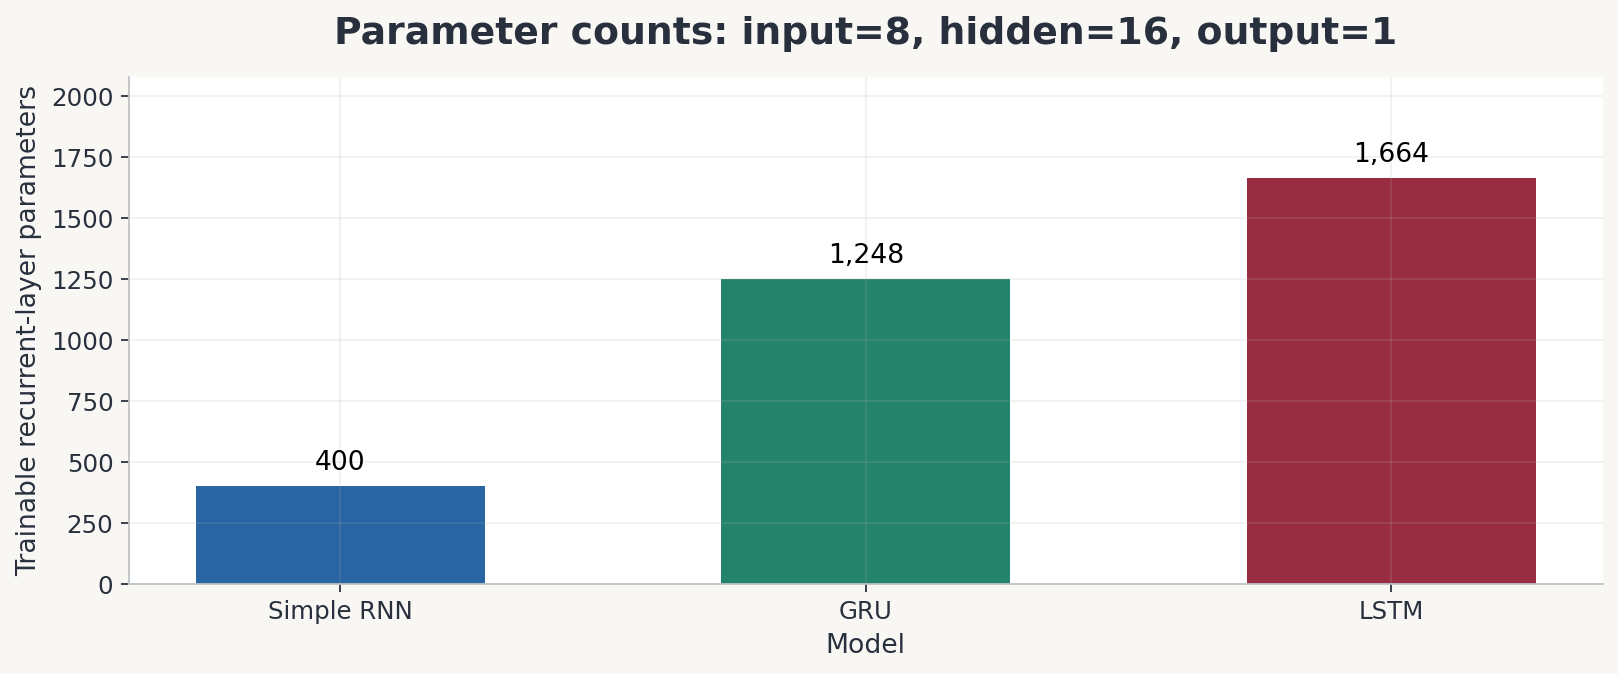 Parameter counts: input=8, hidden=16, output=1
Trainable recurrent-layer parameters
2000
1750
1500
1250
1000
750
500
250
0
400
1,248
1,664
Simple RNN
GRU
LSTM
Model